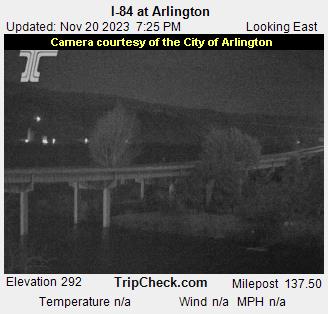 I-84 at Arlington
Updated: Nov 20 2023 7:25 PM Looking East
Camera courtesy of the City of Arlington
Elevation 292 TripCheck.com Milepost 137.50
Temperature n/a Wind n/a MPH n/a